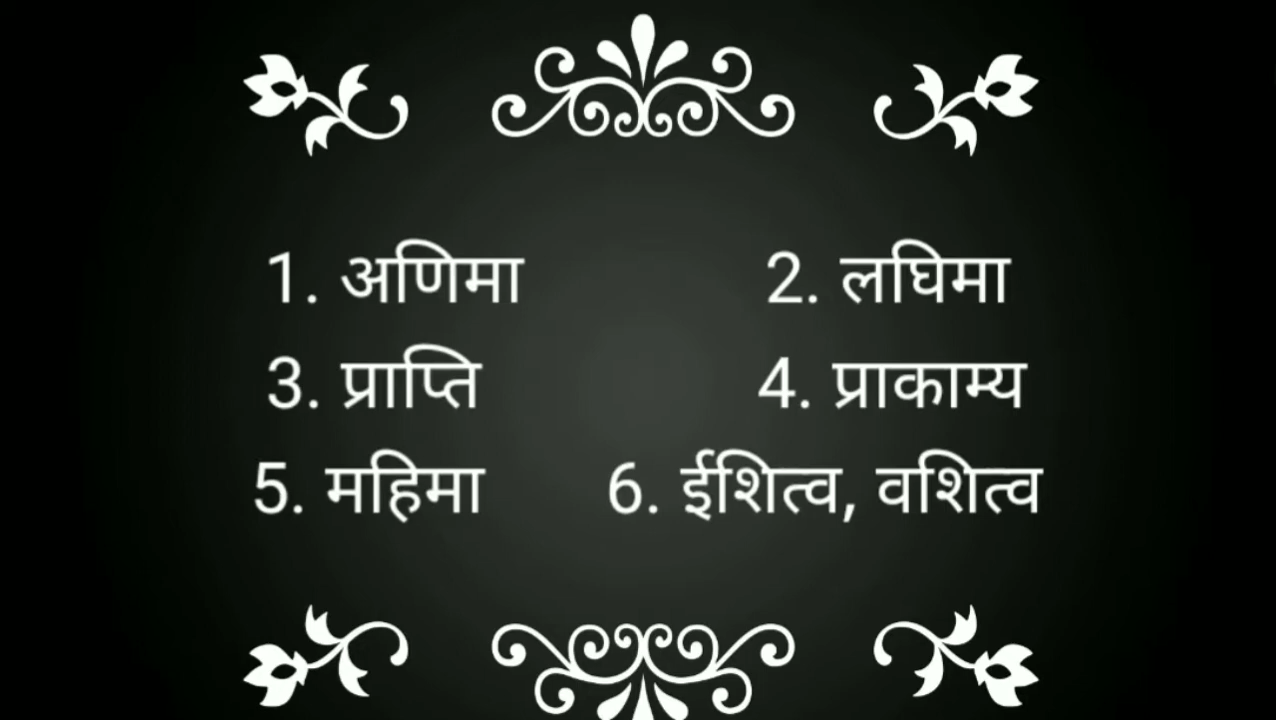 1. अणिमा 2. लघिमा
3. प्राप्ति 4. प्राकाम्य
5. महिमा 6. ईशित्व, वशित्व